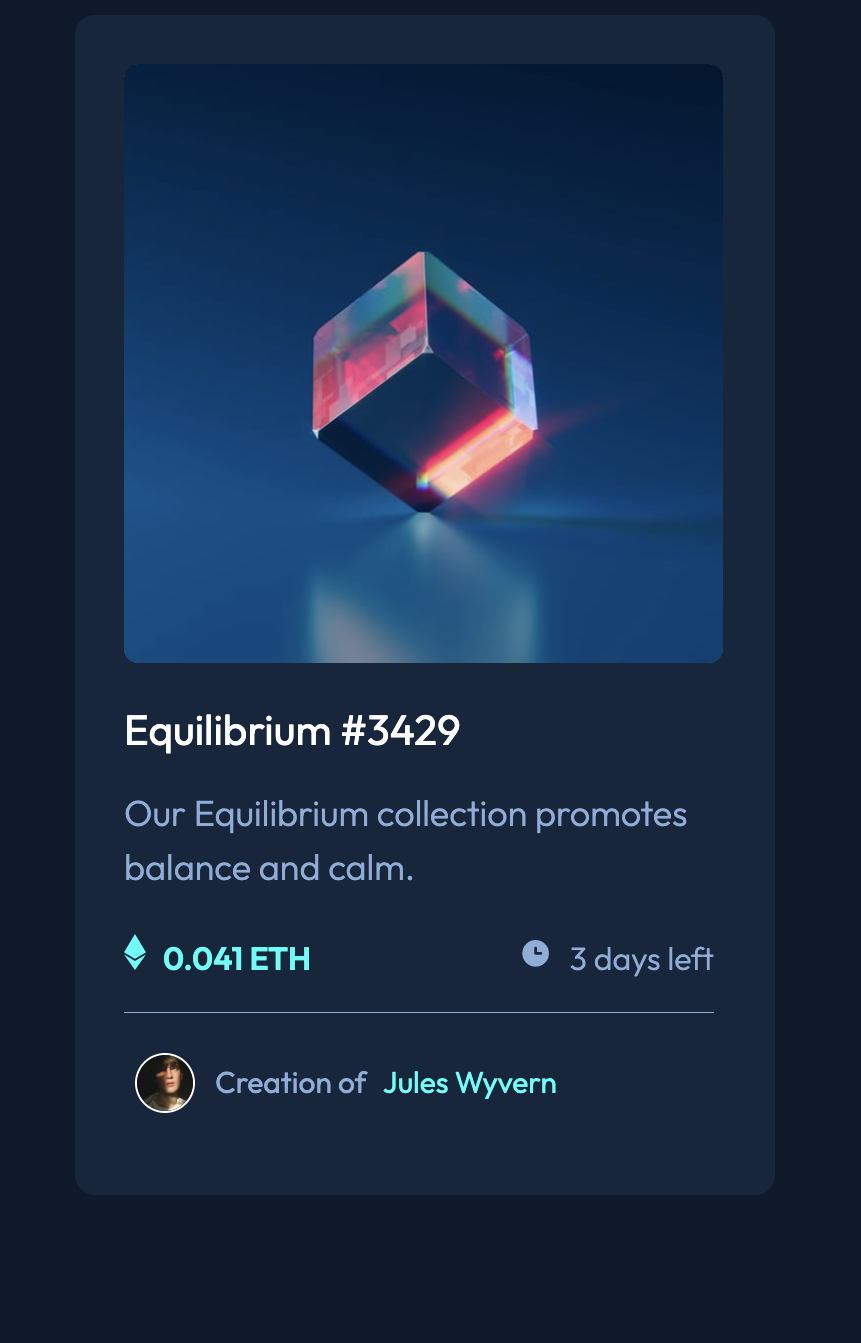 Equilibrium #3429
Our Equilibrium collection promotes
balance and calm.
0.041 ETH
3 days left
Creation of Jules Wyvern